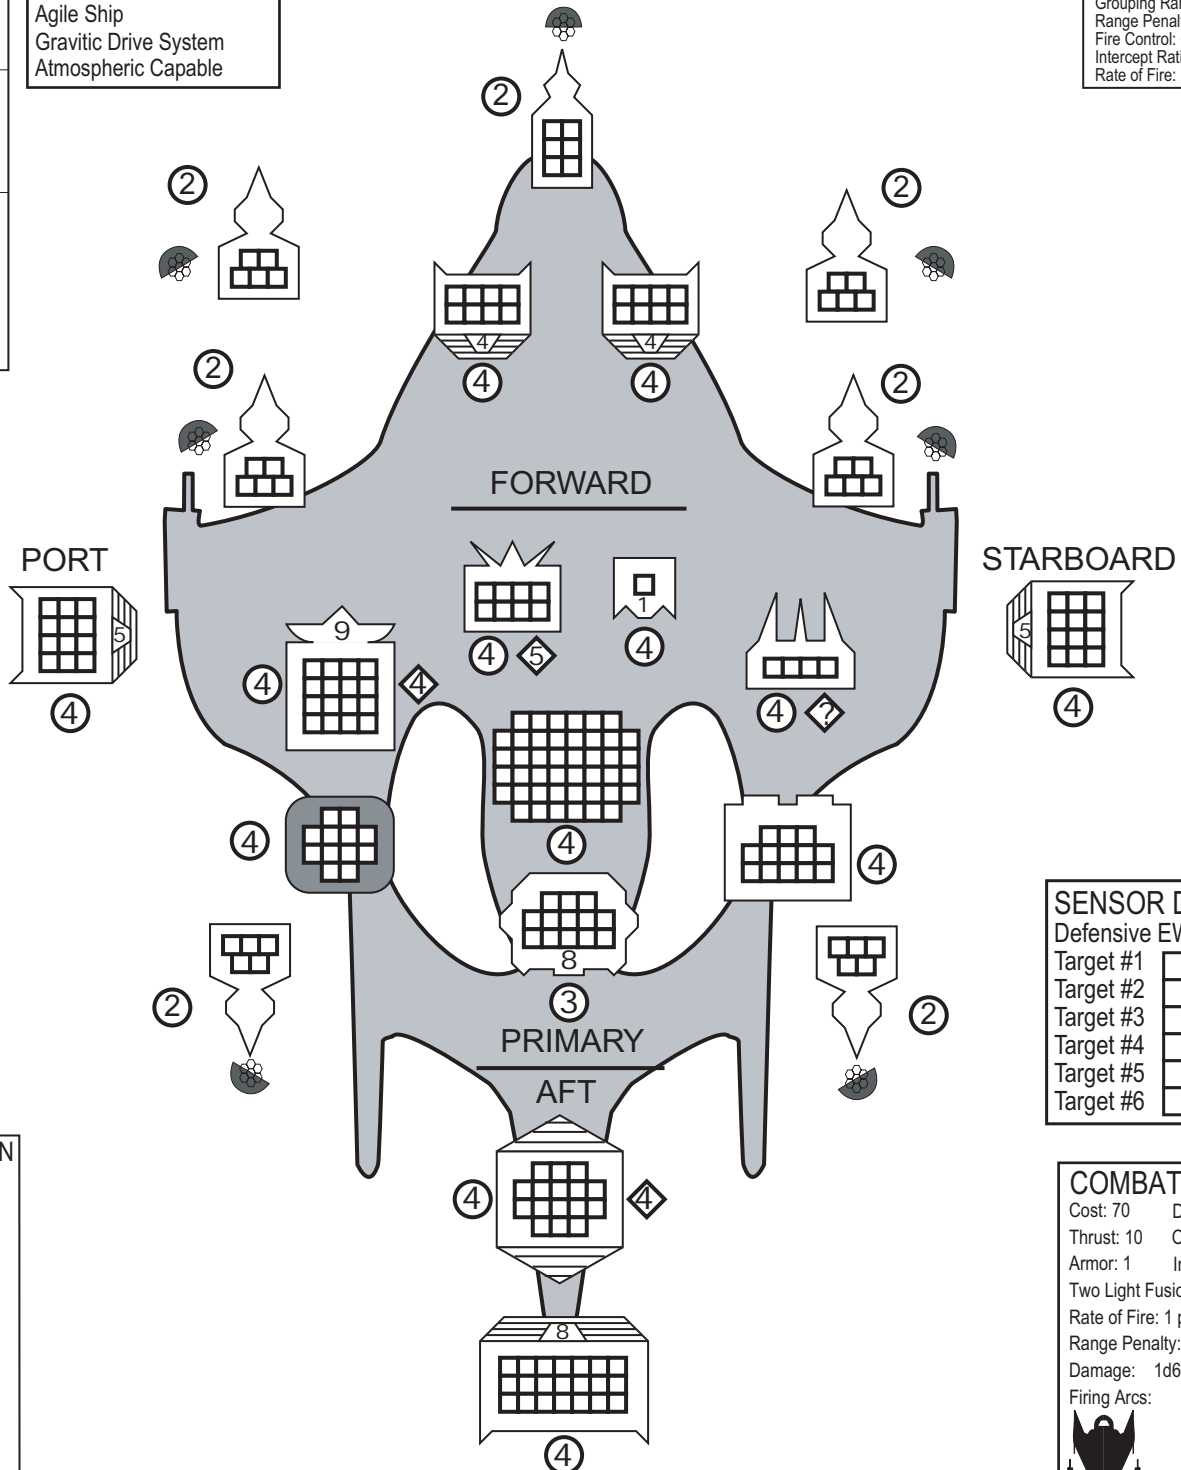 Agile Ship
Gravitic Drive System
Atmospheric Capable
Range Penal
Fire Control:
Intercept Rati
Rate of Fire:
2
2
2
4
4
4
4
2
2
FORWARD
PORT
STARBOARD
5
4
9
4
4
4
5
1
4
4
?
5
4
4
4
4
8
3
2
2
PRIMARY
AFT
4
4
8
4
SENSOR D
Defensive EW
Target #1
Target #2
Target #3
Target #4
Target #5
Target #6
N
COMBAT
Cost: 70 D
Thrust: 10 C
Armor: 1 In
Two Light Fusio
Rate of Fire: 1 p
Range Penalty:
Damage: 1d6
Firing Arcs: